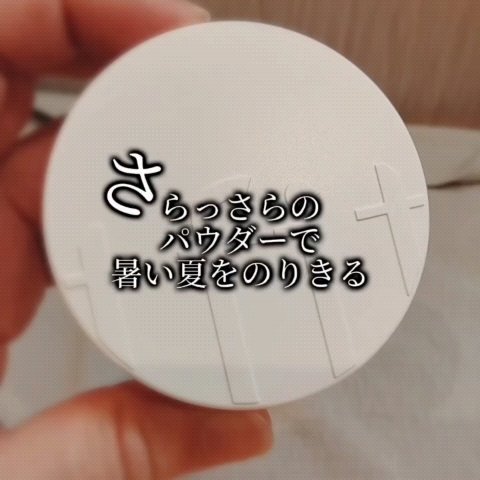 さらっさらの
パウダーで
暑い夏をのりきる